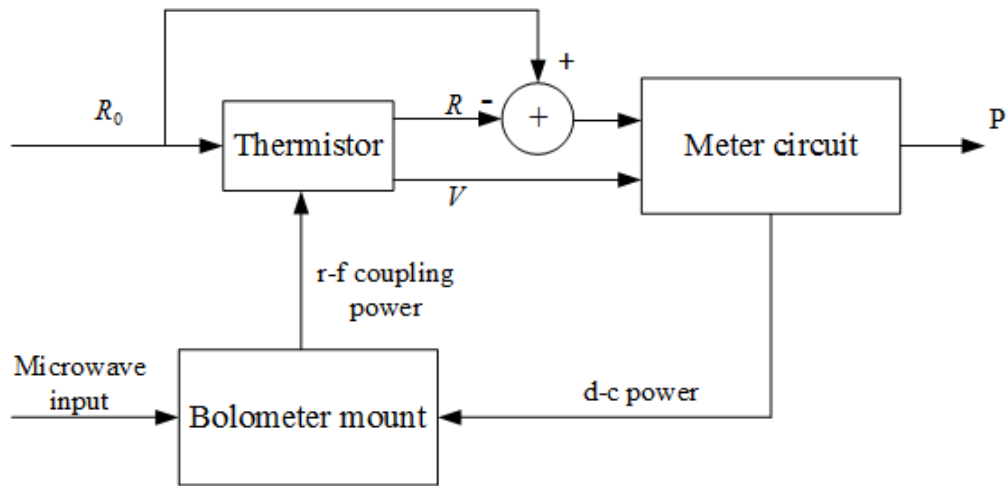 +
R₀
R
-
+
P
Thermistor
Meter circuit
V
r-f coupling
power
Microwave
input
d-c power
Bolometer mount